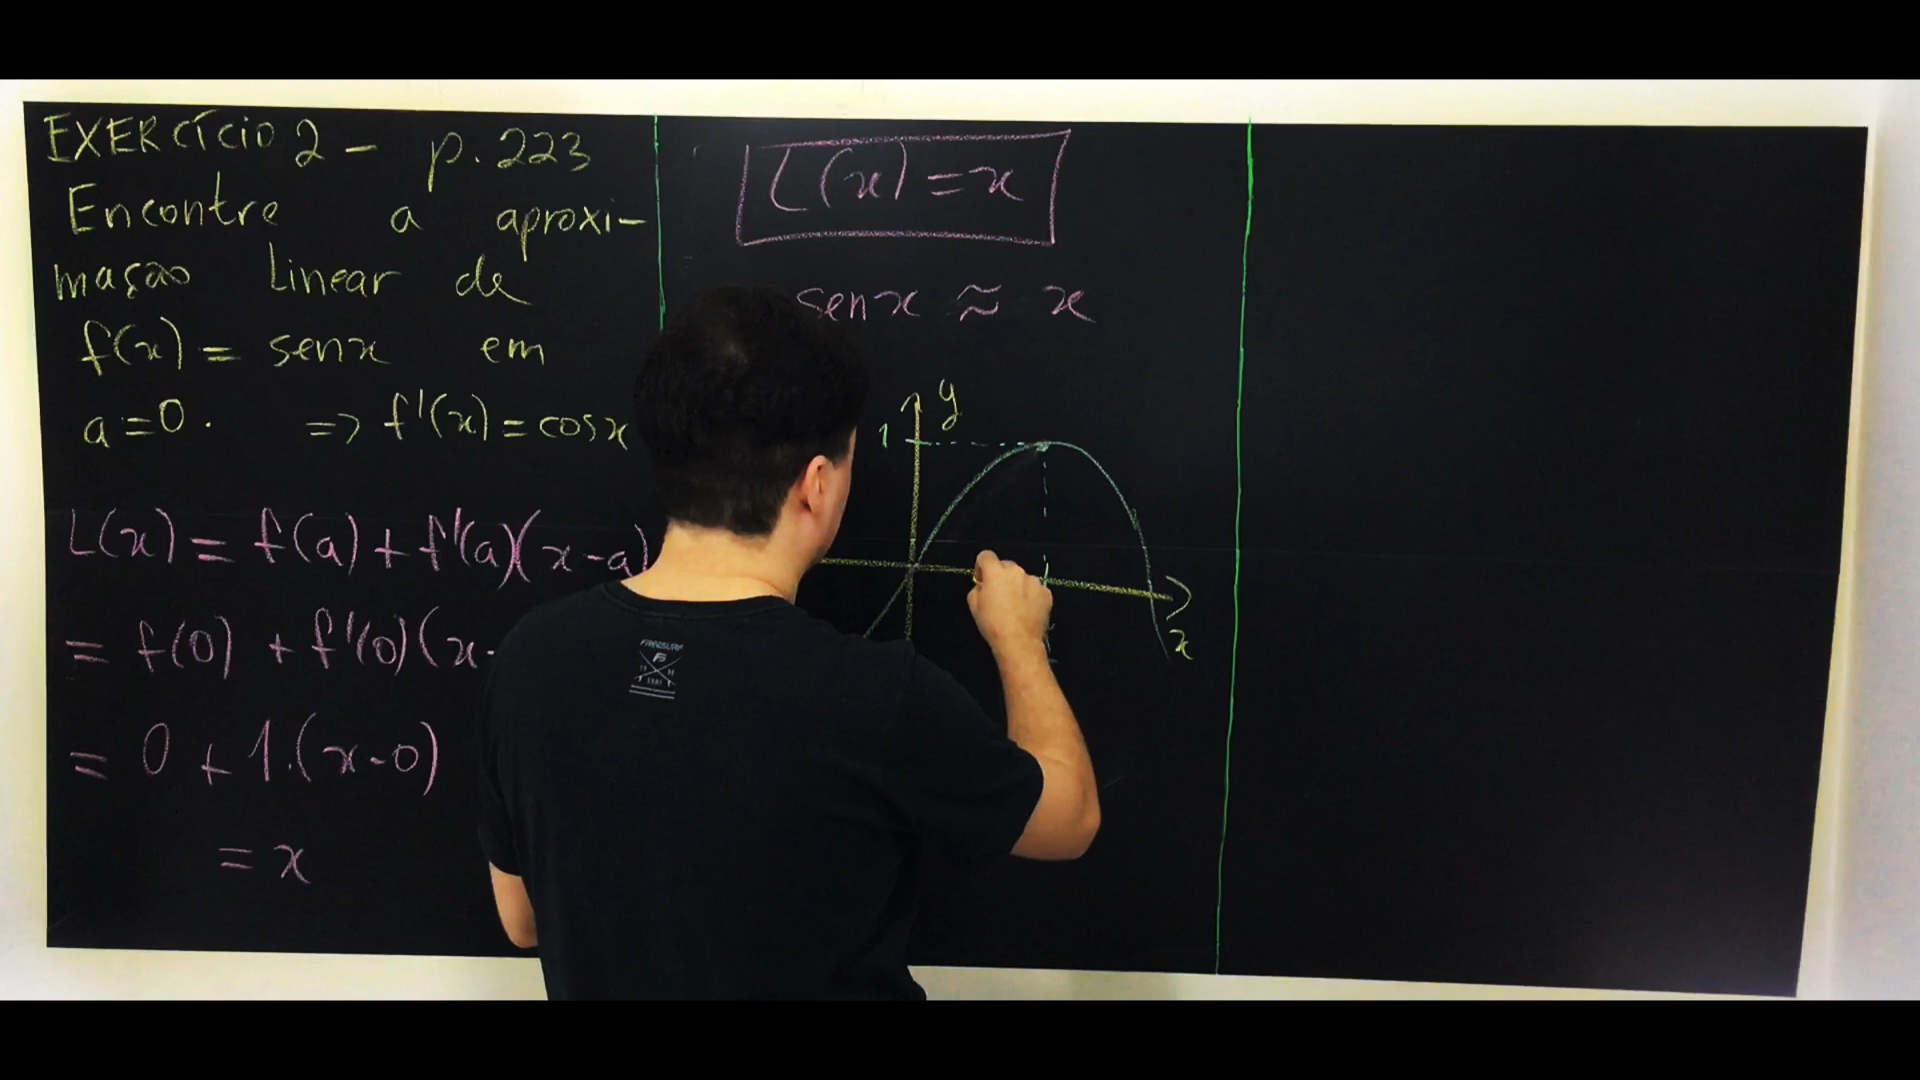 EXERCÍCIO 2 - p. 223
Encontre a aproxi-
mação Linear de
f(x) = senx em
a=0. => f'(x) = cosx
L(x) = f(a) + f'(a)(x-a)
= f(0) + f'(0)(x-
= 0 + 1.(x-0)
= x
L(x) = x
senx ≈ x
y
1
x